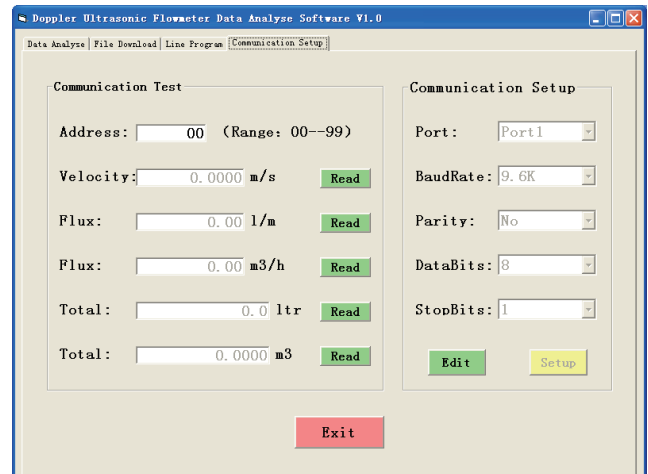 Doppler Ultrasonic Flowmeter Data Analyse Software V1.0
Data Analyse File Download Line Program Communication Setup
Communication Test
Address: 00 (Range: 00--99)
Velocity: 0.0000 m/s Read
Flux: 0.00 l/m Read
Flux: 0.00 m3/h Read
Total: 0.0 ltr Read
Total: 0.0000 m3 Read
Communication Setup
Port: Port1
BaudRate: 9.6K
Parity: No
DataBits: 8
StopBits: 1
Edit Setup
Exit